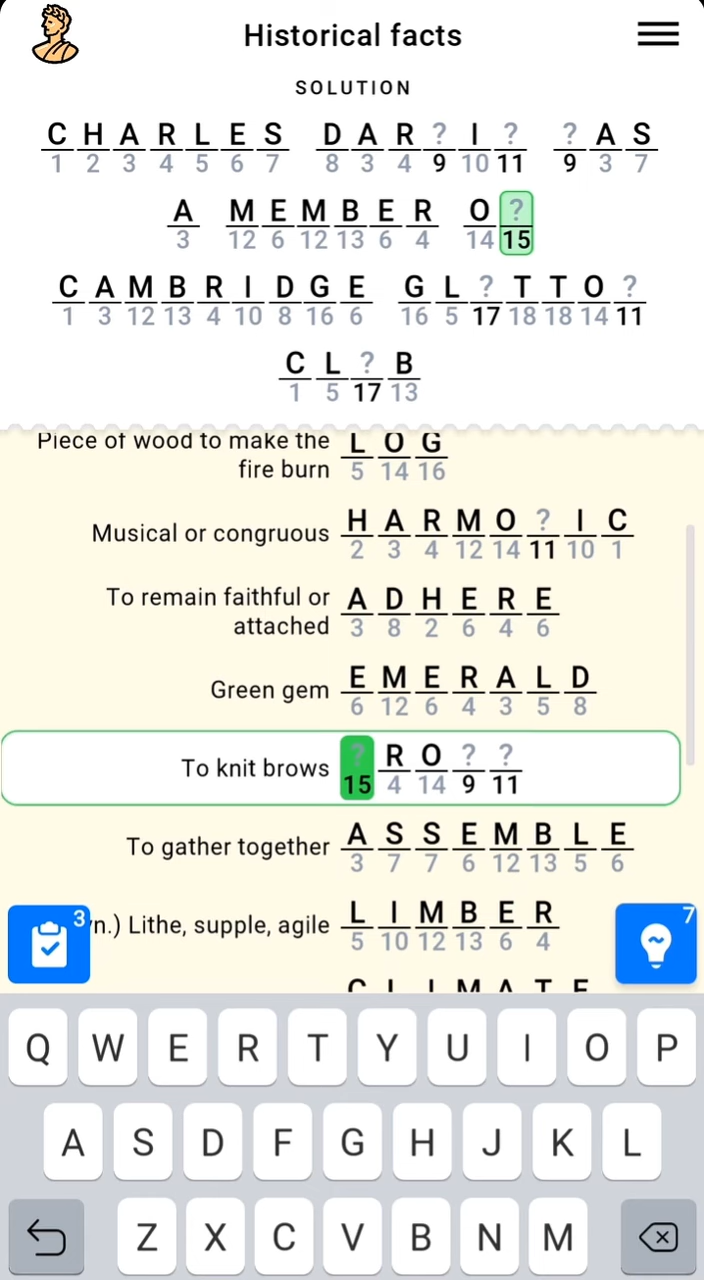 Historical facts
SOLUTION
C H A R L E S D A R ? I ? ? A S
1 2 3 4 5 6 7 8 3 4 9 10 11 9 3 7
A M E M B E R O ?
3 12 6 12 13 6 4 14 15
C A M B R I D G E G L ? T T O ?
1 3 12 13 4 10 8 16 6 16 5 17 18 18 14 11
C L ? B
1 5 17 13
Piece of wood to make the
fire burn
L O G
5 14 16
Musical or congruous
H A R M O ? I C
2 3 4 12 14 11 10 1
To remain faithful or
attached
A D H E R E
3 8 2 6 4 6
Green gem
E M E R A L D
6 12 6 4 3 5 8
To knit brows
? R O ? ?
15 4 14 9 11
To gather together
A S S E M B L E
3 7 7 6 12 13 5 6
3
n.) Lithe, supple, agile
L I M B E R
5 10 12 13 6 4
7
C L I M A T E
Q W E R T Y U I O P
A S D F G H J K L
Z X C V B N M